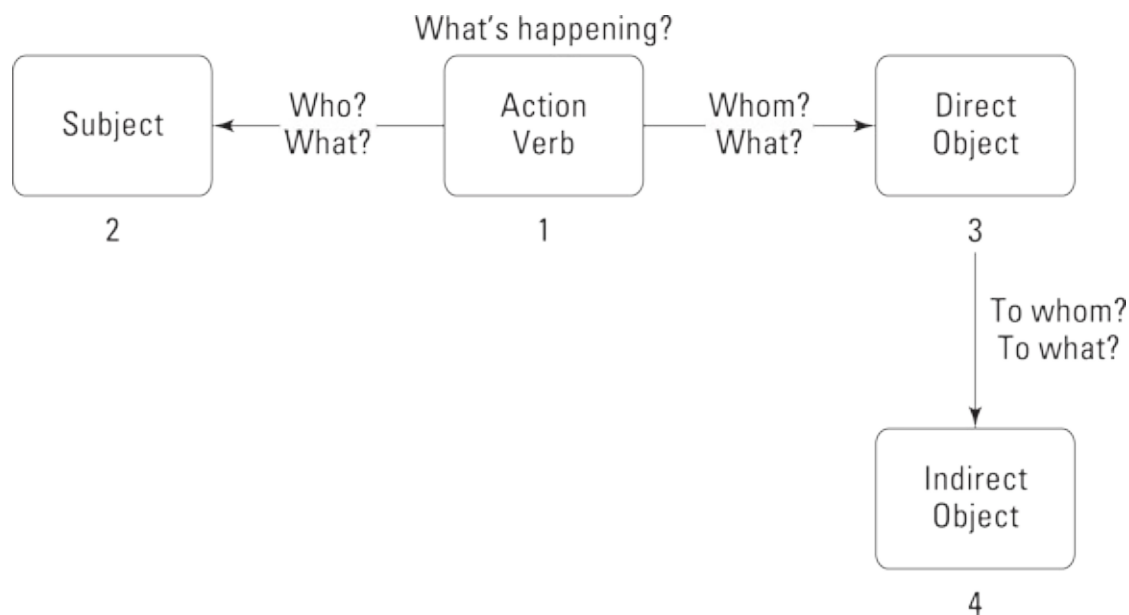 What's happening?
Subject
Who?
What?
Action
Verb
Whom?
What?
Direct
Object
2
1
3
To whom?
To what?
Indirect
Object
4